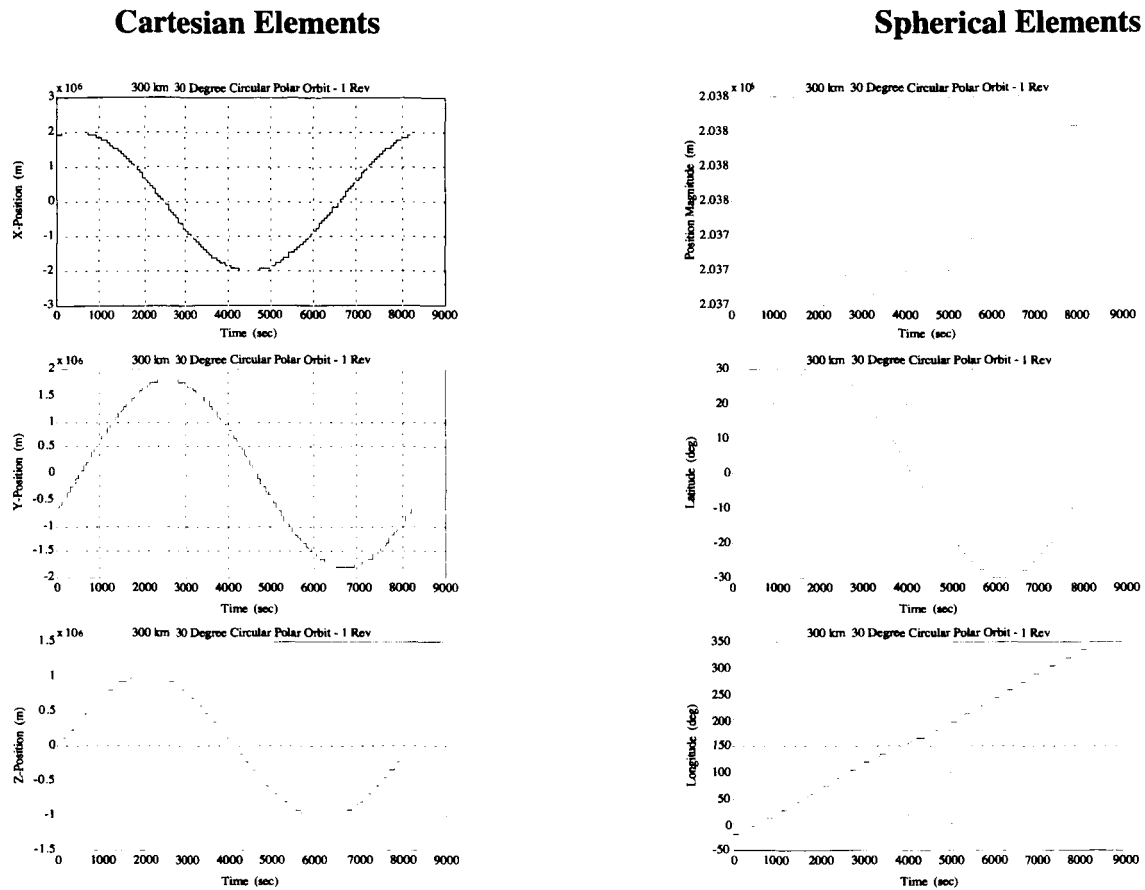 Cartesian Elements
Spherical Elements
x 10⁶ 300 km 30 Degree Circular Polar Orbit - 1 Rev
3
2
1
0
-1
-2
-3
X-Position (m)
0 1000 2000 3000 4000 5000 6000 7000 8000 9000
Time (sec)
x 10⁶ 300 km 30 Degree Circular Polar Orbit - 1 Rev
2.038
2.038
2.038
2.038
2.037
2.037
2.037
Position Magnitude (m)
0 1000 2000 3000 4000 5000 6000 7000 8000 9000
Time (sec)
x 10⁶ 300 km 30 Degree Circular Polar Orbit - 1 Rev
2
1.5
1
0.5
0
-0.5
-1
-1.5
-2
Y-Position (m)
0 1000 2000 3000 4000 5000 6000 7000 8000 9000
Time (sec)
300 km 30 Degree Circular Polar Orbit - 1 Rev
30
20
10
0
-10
-20
-30
Latitude (deg)
0 1000 2000 3000 4000 5000 6000 7000 8000 9000
Time (sec)
x 10⁶ 300 km 30 Degree Circular Polar Orbit - 1 Rev
1.5
1
0.5
0
-0.5
-1
-1.5
Z-Position (m)
0 1000 2000 3000 4000 5000 6000 7000 8000 9000
Time (sec)
300 km 30 Degree Circular Polar Orbit - 1 Rev
350
300
250
200
150
100
50
0
-50
Longitude (deg)
0 1000 2000 3000 4000 5000 6000 7000 8000 9000
Time (sec)